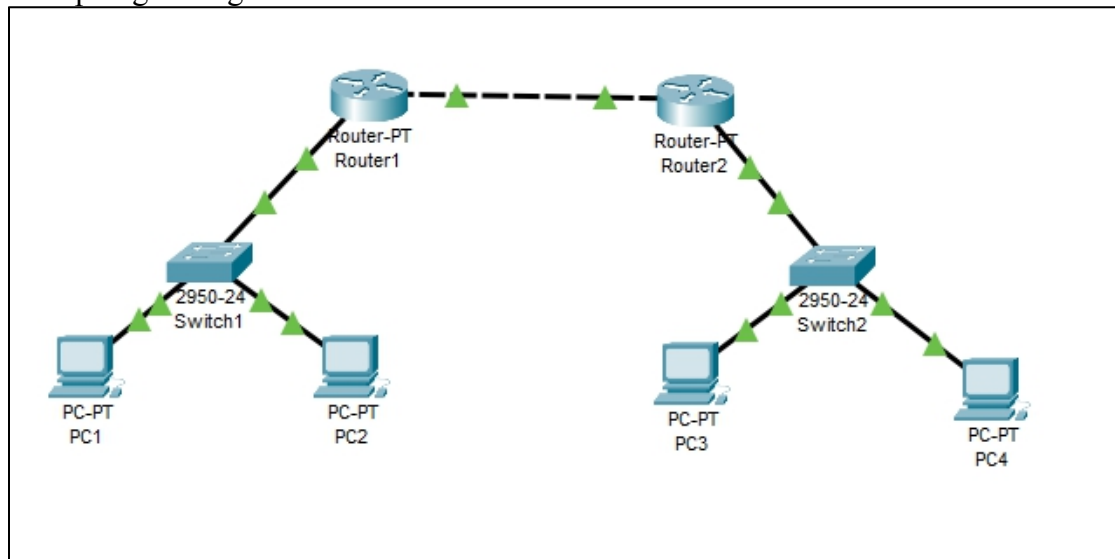 Router-PT
Router1
Router-PT
Router2
2950-24
Switch1
2950-24
Switch2
PC-PT
PC1
PC-PT
PC2
PC-PT
PC3
PC-PT
PC4